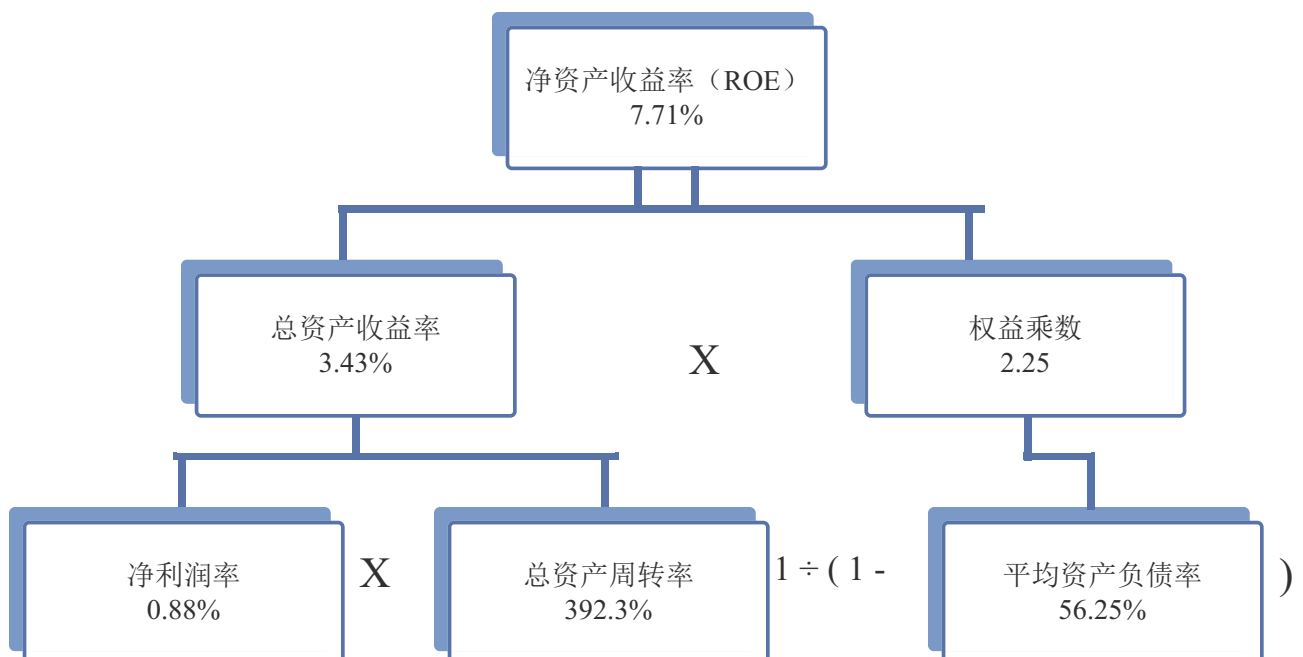 净资产收益率（ROE）
7.71%
总资产收益率
3.43%
X
权益乘数
2.25
净利润率
0.88%
X
总资产周转率
392.3%
1 ÷ ( 1 -
平均资产负债率
56.25%
)